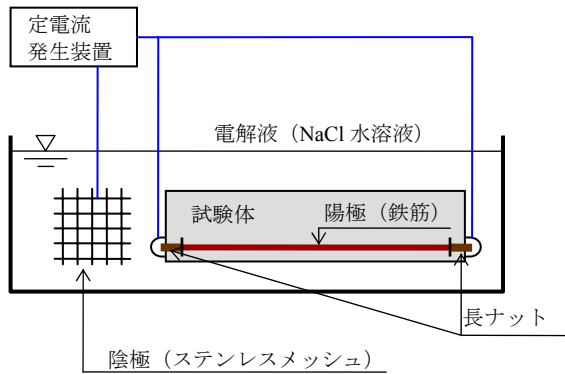 定電流
発生装置
電解液（NaCl 水溶液）
試験体
陽極（鉄筋）
長ナット
陰極（ステンレスメッシュ）